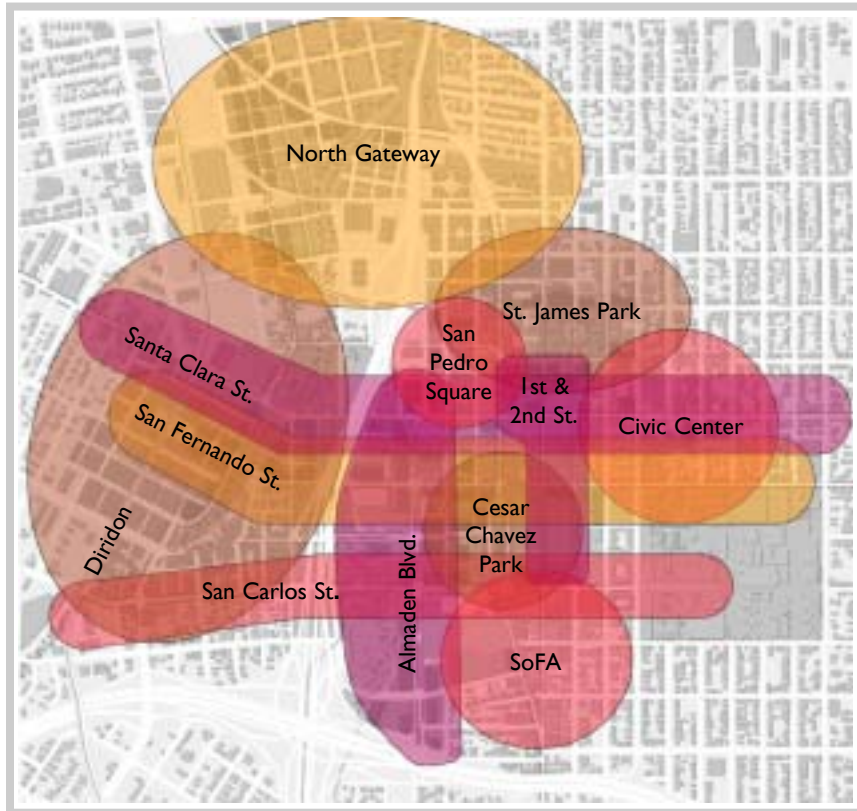 North Gateway
St. James Park
San
Pedro
Square
Santa Clara St.
1st &
2nd St.
Civic Center
San Fernando St.
Cesar
Chavez
Park
Diridon
San Carlos St.
Almaden Blvd.
SoFA